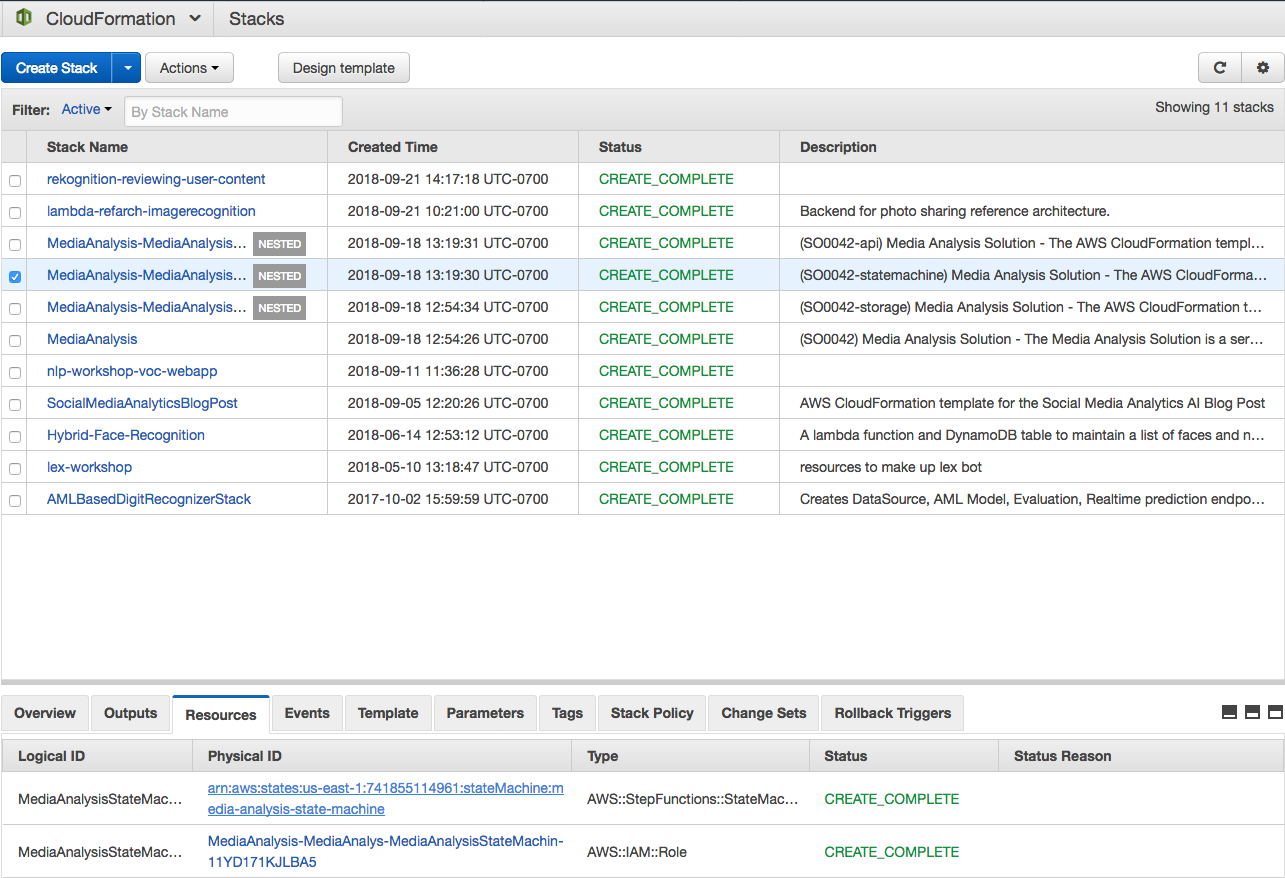 CloudFormation Stacks
Create Stack Actions Design template
Filter: Active By Stack Name Showing 11 stacks
Stack Name Created Time Status Description
rekognition-reviewing-user-content 2018-09-21 14:17:18 UTC-0700 CREATE_COMPLETE
lambda-refarch-imagerecognition 2018-09-21 10:21:00 UTC-0700 CREATE_COMPLETE Backend for photo sharing reference architecture.
MediaAnalysis-MediaAnalysis… NESTED 2018-09-18 13:19:31 UTC-0700 CREATE_COMPLETE (SO0042-api) Media Analysis Solution - The AWS CloudFormation templ…
MediaAnalysis-MediaAnalysis… NESTED 2018-09-18 13:19:30 UTC-0700 CREATE_COMPLETE (SO0042-statemachine) Media Analysis Solution - The AWS CloudForma…
MediaAnalysis-MediaAnalysis… NESTED 2018-09-18 12:54:34 UTC-0700 CREATE_COMPLETE (SO0042-storage) Media Analysis Solution - The AWS CloudFormation t…
MediaAnalysis 2018-09-18 12:54:26 UTC-0700 CREATE_COMPLETE (SO0042) Media Analysis Solution - The Media Analysis Solution is a ser…
nlp-workshop-voc-webapp 2018-09-11 11:36:28 UTC-0700 CREATE_COMPLETE
SocialMediaAnalyticsBlogPost 2018-09-05 12:20:26 UTC-0700 CREATE_COMPLETE AWS CloudFormation template for the Social Media Analytics AI Blog Post
Hybrid-Face-Recognition 2018-06-14 12:53:12 UTC-0700 CREATE_COMPLETE A lambda function and DynamoDB table to maintain a list of faces and n…
lex-workshop 2018-05-10 13:18:47 UTC-0700 CREATE_COMPLETE resources to make up lex bot
AMLBasedDigitRecognizerStack 2017-10-02 15:59:59 UTC-0700 CREATE_COMPLETE Creates DataSource, AML Model, Evaluation, Realtime prediction endpo…
Overview Outputs Resources Events Template Parameters Tags Stack Policy Change Sets Rollback Triggers
Logical ID Physical ID Type Status Status Reason
MediaAnalysisStateMac… arn:aws:states:us-east-1:741855114961:stateMachine:m AWS::StepFunctions::StateMac… CREATE_COMPLETE
edia-analysis-state-machine
MediaAnalysisStateMac… MediaAnalysis-MediaAnalys-MediaAnalysisStateMachin- AWS::IAM::Role CREATE_COMPLETE
11YD171KJLBA5